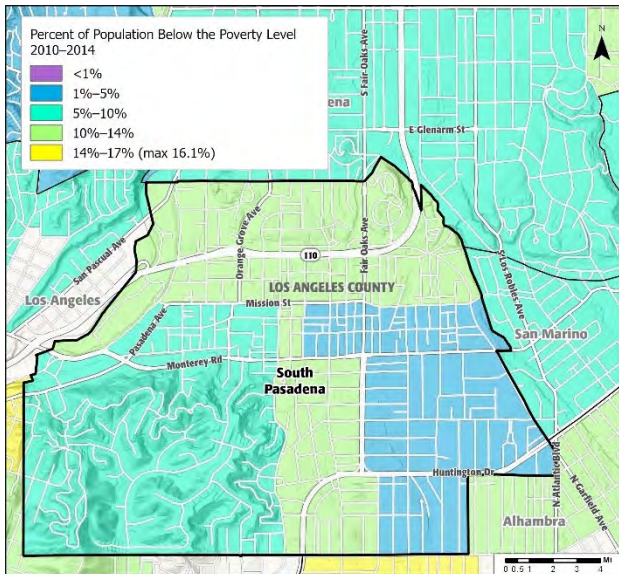 Percent of Population Below the Poverty Level
2010–2014
<1%
1%–5%
5%–10%
10%–14%
14%–17% (max 16.1%)
S Fair Oaks Ave
N
ena
E Glenarm St
San Pascual Ave
Orange Grove Ave
Fair Oaks Ave
110
Los Angeles
LOS ANGELES COUNTY
S Los Robles Ave
Mission St
Pasadena Ave
San Marino
Monterey Rd
South
Pasadena
Huntington Dr
N Atlantic Blvd
N Garfield Ave
Alhambra
Mi
0 0.5 1 2 3 4